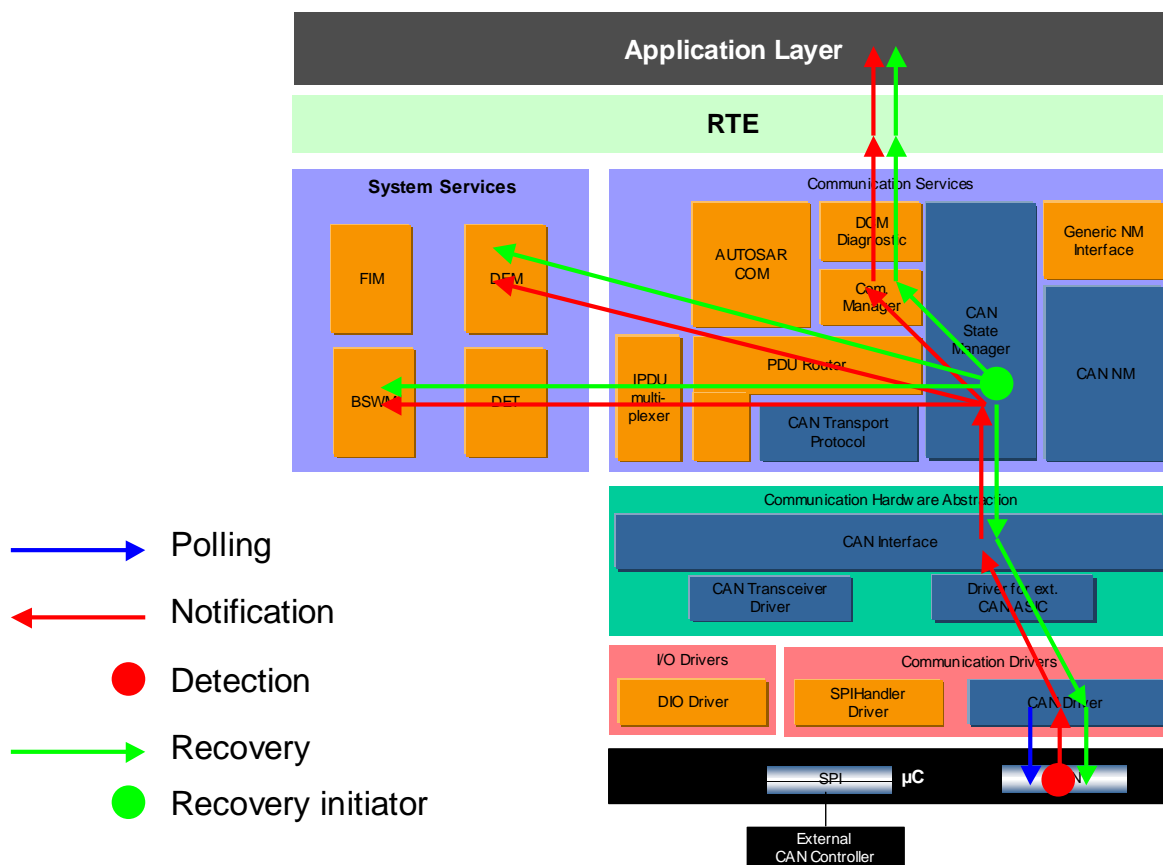 Application Layer
RTE
System Services
Communication Services
FIM
DEM
BSWM
DET
AUTOSAR
COM
DCM
Diagnostic
Com.
Manager
CAN
State
Manager
Generic NM
Interface
CAN NM
IPDU
multi-
plexer
PDU Router
CAN Transport
Protocol
Communication Hardware Abstraction
CAN Interface
CAN Transceiver
Driver
Driver for ext.
CAN ASIC
I/O Drivers
DIO Driver
Communication Drivers
SPIHandler
Driver
CAN Driver
SPI
µC
N
External
CAN Controller
Polling
Notification
Detection
Recovery
Recovery initiator